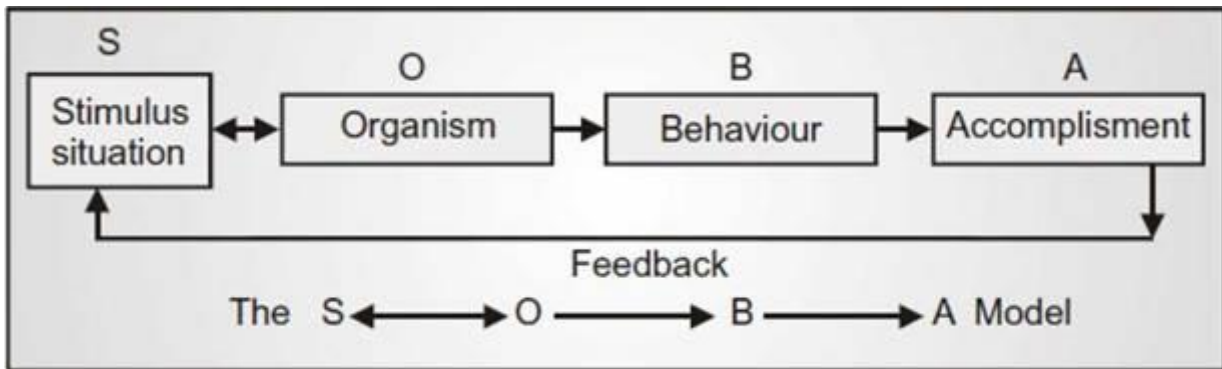 S
O B A
Stimulus
situation
Organism Behaviour Accomplisment
Feedback
The S O B A Model